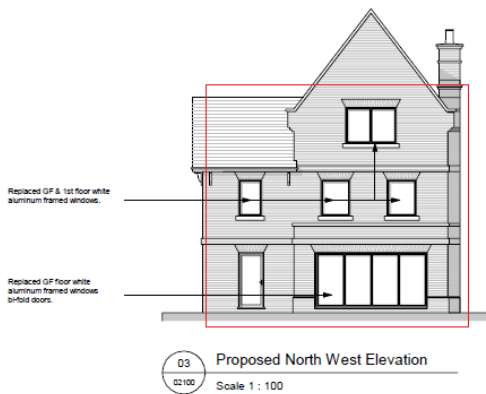 Replaced GF & 1st floor white
aluminum framed windows.
Replaced GF floor white
aluminum framed windows
bi-fold doors.
03
02100
Proposed North West Elevation
Scale 1 : 100